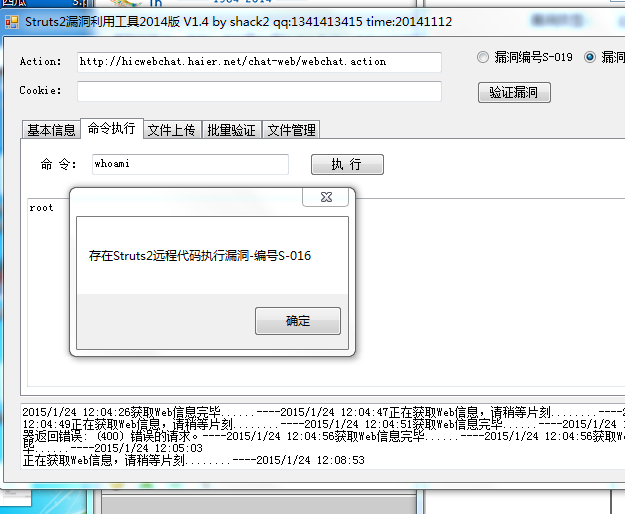 Struts2漏洞利用工具2014版 V1.4 by shack2 qq:1341413415 time:20141112
Action: http://hicwebchat.haier.net/chat-web/webchat.action
漏洞编号S-019 漏洞
Cookie: 验证漏洞
基本信息 命令执行 文件上传 批量验证 文件管理
命 令: whoami 执 行
root
存在Struts2远程代码执行漏洞-编号S-016
确定
2015/1/24 12:04:26获取Web信息完毕......----2015/1/24 12:04:47正在获取Web信息，请稍等片刻........----2015/1/24
12:04:49正在获取Web信息，请稍等片刻........----2015/1/24 12:04:51获取Web信息完毕......----2015/1/24
器返回错误: (400) 错误的请求。----2015/1/24 12:04:56获取Web信息完毕......----2015/1/24 12:04:56获取W
毕......----2015/1/24 12:05:03
正在获取Web信息，请稍等片刻........----2015/1/24 12:08:53